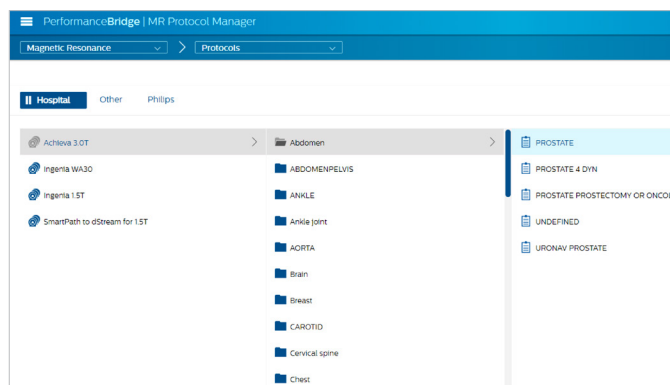 PerformanceBridge | MR Protocol Manager
Magnetic Resonance > Protocols
Hospital Other Philips
Achieva 3.0T
Ingenia WA30
Ingenia 1.5T
SmartPath to dStream for 1.5T
Abdomen
ABDOMENPELVIS
ANKLE
Ankle joint
AORTA
Brain
Breast
CAROTID
Cervical spine
Chest
PROSTATE
PROSTATE 4 DYN
PROSTATE PROSTECTOMY OR ONCOL
UNDEFINED
URONAV PROSTATE